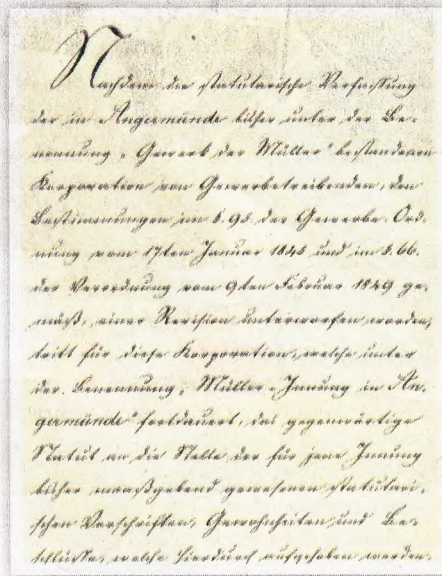 Nachdem die statutarische Verfassung
der in Angermünde bisher unter der Be-
nennung „Gewerk der Müller" bestandenen
Korporation von Gewerbetreibenden, den
Bestimmungen im §. 95. der Gewerbe-Ord-
nung vom 17ten Januar 1845 und im §. 66.
der Verordnung vom 9ten Februar 1849 ge-
mäß, einer Revision unterworfen worden,
tritt für diese Korporation, welche unter
der Benennung „Müller-Innung in An-
germünde" fortdauert, das gegenwärtige
Statut an die Stelle der für jene Innung
bisher maaßgebend gewesenen statutari-
schen Vorschriften, Gewohnheiten und Be-
schlüsse, welche hierdurch aufgehoben werden.